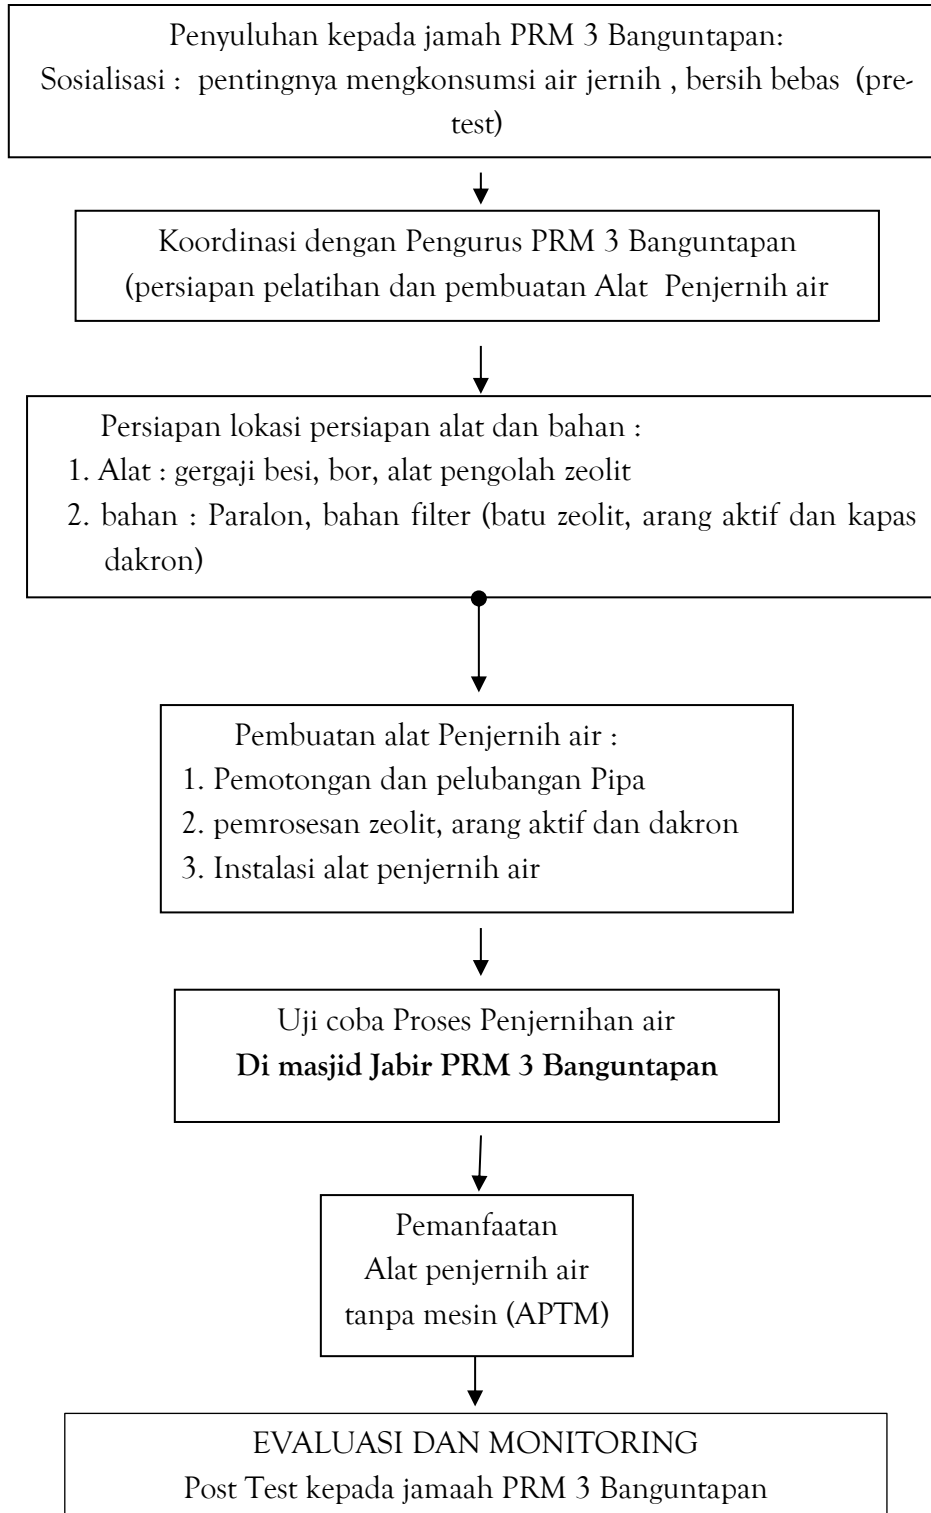 Penyuluhan kepada jamah PRM 3 Banguntapan:
Sosialisasi : pentingnya mengkonsumsi air jernih , bersih bebas (pre-
test)
Koordinasi dengan Pengurus PRM 3 Banguntapan
(persiapan pelatihan dan pembuatan Alat Penjernih air
Persiapan lokasi persiapan alat dan bahan :
1. Alat : gergaji besi, bor, alat pengolah zeolit
2. bahan : Paralon, bahan filter (batu zeolit, arang aktif dan kapas
dakron)
Pembuatan alat Penjernih air :
1. Pemotongan dan pelubangan Pipa
2. pemrosesan zeolit, arang aktif dan dakron
3. Instalasi alat penjernih air
Uji coba Proses Penjernihan air
Di masjid Jabir PRM 3 Banguntapan
Pemanfaatan
Alat penjernih air
tanpa mesin (APTM)
EVALUASI DAN MONITORING
Post Test kepada jamaah PRM 3 Banguntapan